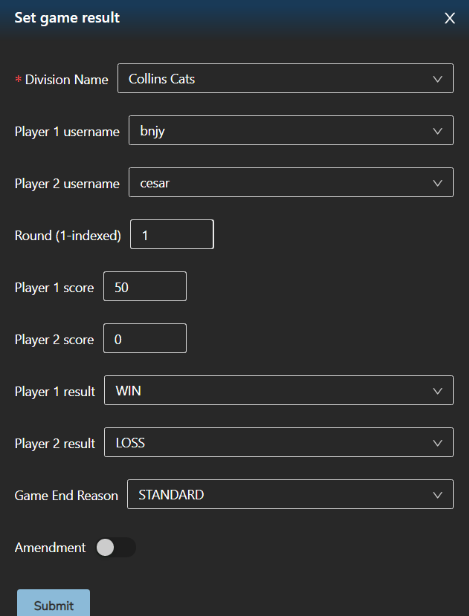 Set game result
* Division Name Collins Cats
Player 1 username bnjy
Player 2 username cesar
Round (1-indexed) 1
Player 1 score 50
Player 2 score 0
Player 1 result WIN
Player 2 result LOSS
Game End Reason STANDARD
Amendment
Submit